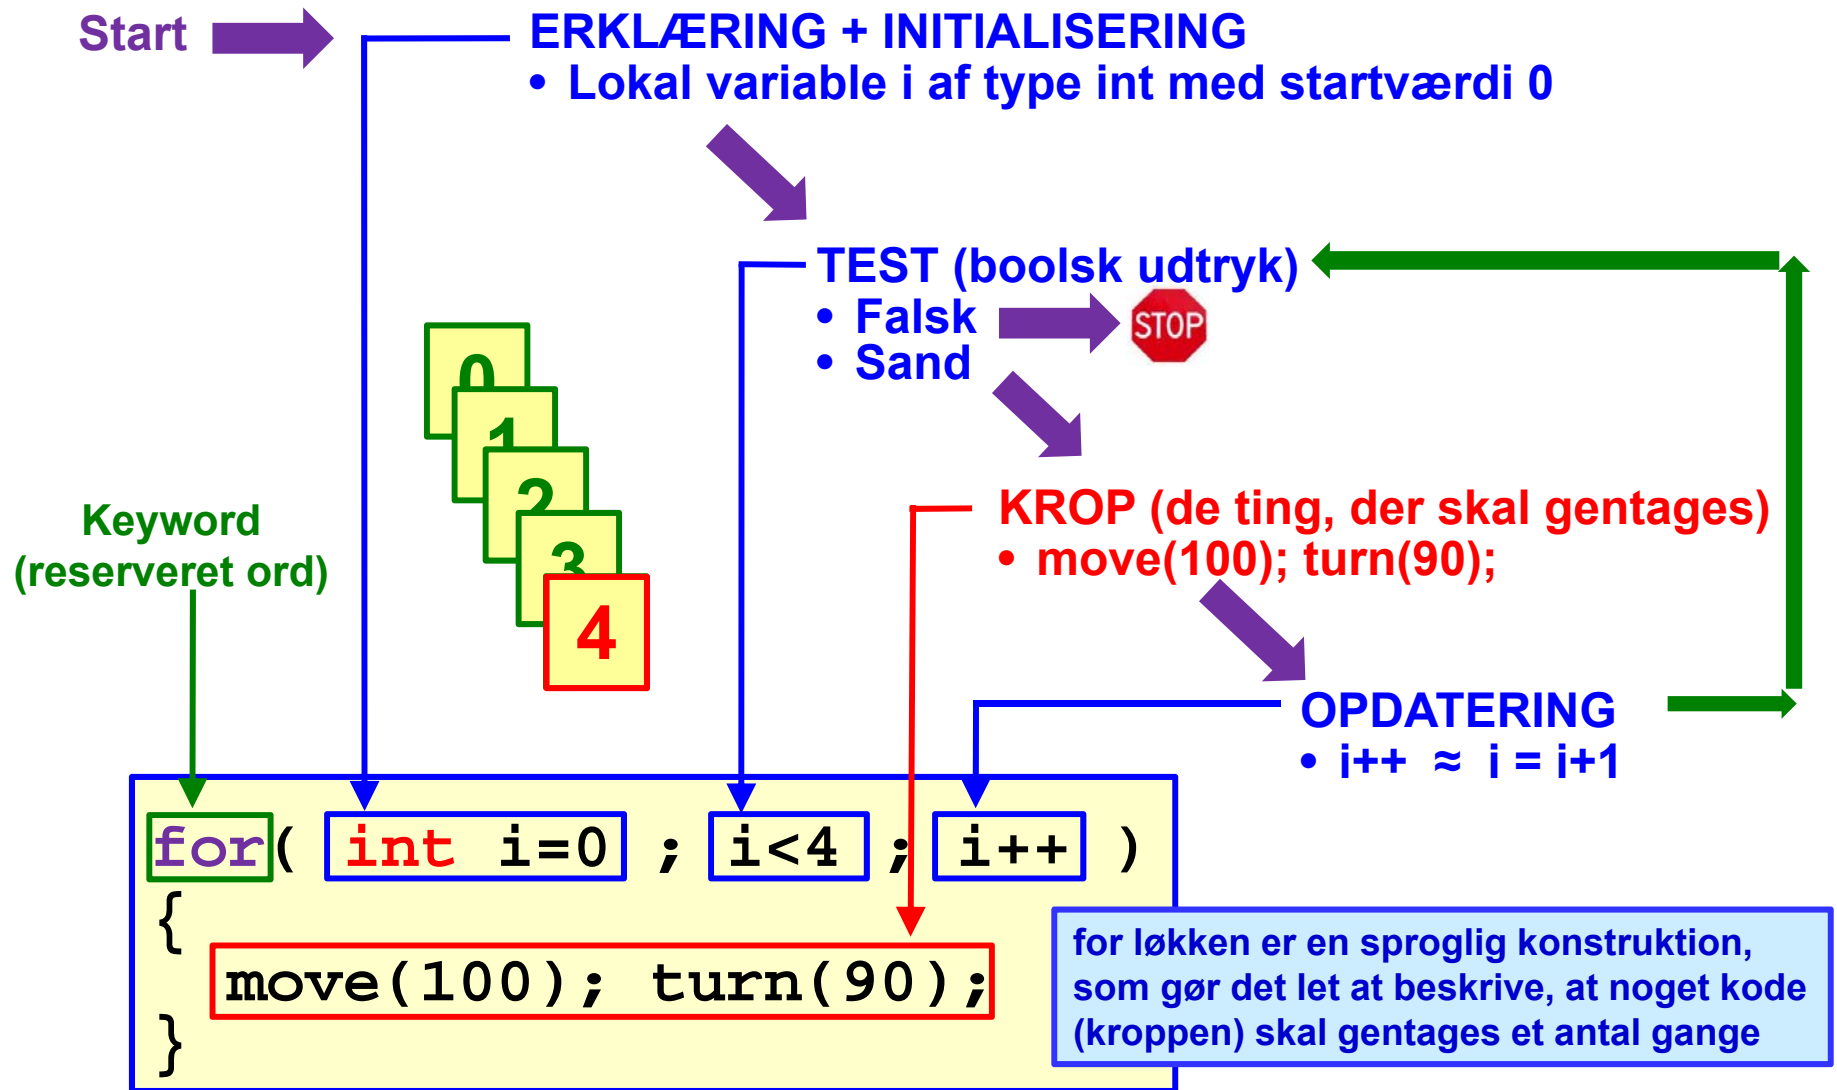 Start
ERKLÆRING + INITIALISERING
• Lokal variable i af type int med startværdi 0
TEST (boolsk udtryk)
• Falsk
STOP
• Sand
0
1
2
3
4
Keyword
(reserveret ord)
KROP (de ting, der skal gentages)
• move(100); turn(90);
OPDATERING
• i++ ≈ i = i+1
for( int i=0 ; i<4 ; i++ )
{
move(100); turn(90);
}
for løkken er en sproglig konstruktion,
som gør det let at beskrive, at noget kode
(kroppen) skal gentages et antal gange